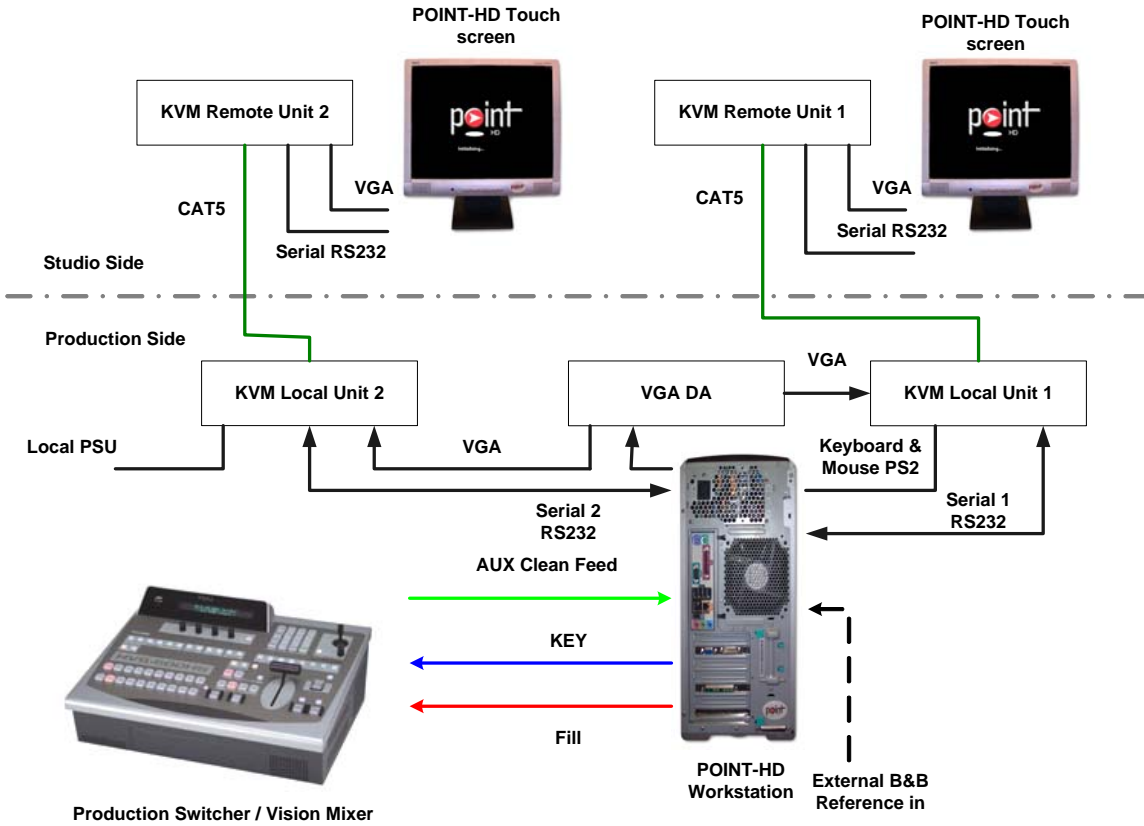 POINT-HD Touch
screen
POINT-HD Touch
screen
KVM Remote Unit 2
KVM Remote Unit 1
point
HD
Initialising...
point
HD
Initialising...
VGA
VGA
CAT5
CAT5
Serial RS232
Serial RS232
Studio Side
Production Side
VGA
KVM Local Unit 2
VGA DA
KVM Local Unit 1
Local PSU
VGA
Keyboard &
Mouse PS2
Serial 2
RS232
Serial 1
RS232
AUX Clean Feed
KEY
Fill
point
POINT-HD
Workstation
External B&B
Reference in
Production Switcher / Vision Mixer